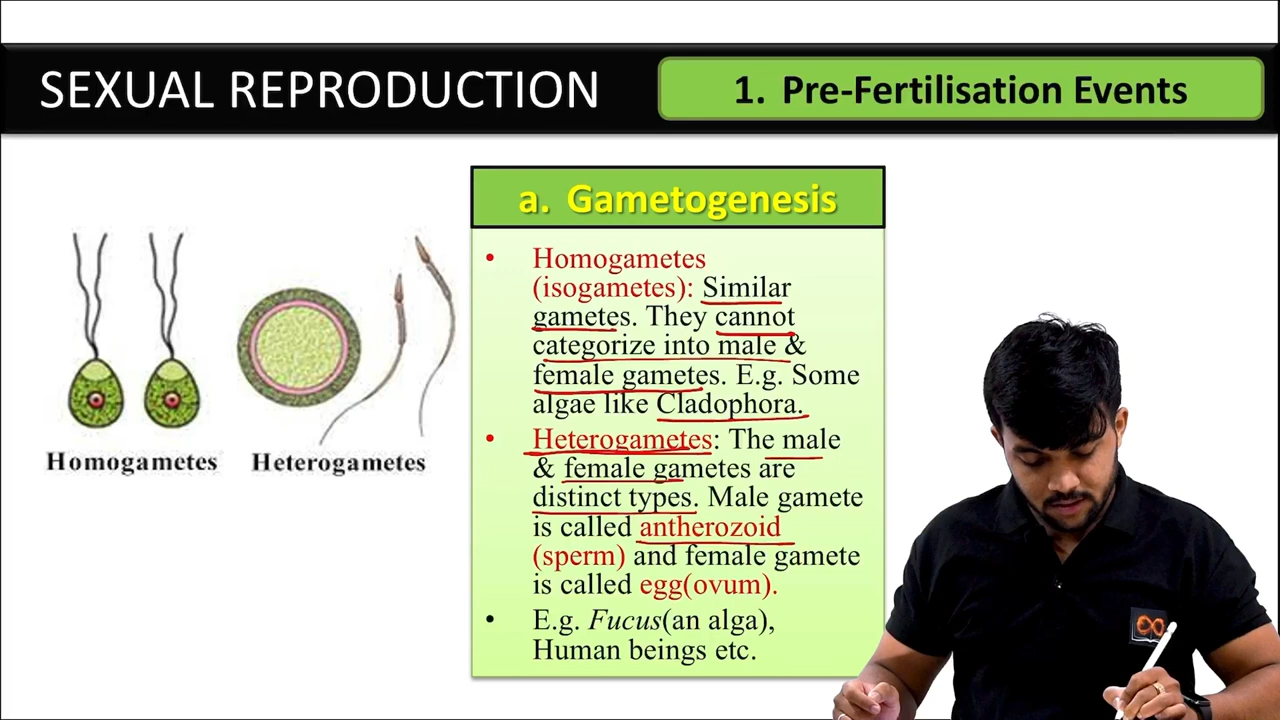 SEXUAL REPRODUCTION
1. Pre-Fertilisation Events
a. Gametogenesis
• Homogametes
(isogametes): Similar
gametes. They cannot
categorize into male &
female gametes. E.g. Some
algae like Cladophora.
• Heterogametes: The male
& female gametes are
distinct types. Male gamete
is called antherozoid
(sperm) and female gamete
is called egg(ovum).
• E.g. Fucus(an alga),
Human beings etc.
Homogametes
Heterogametes